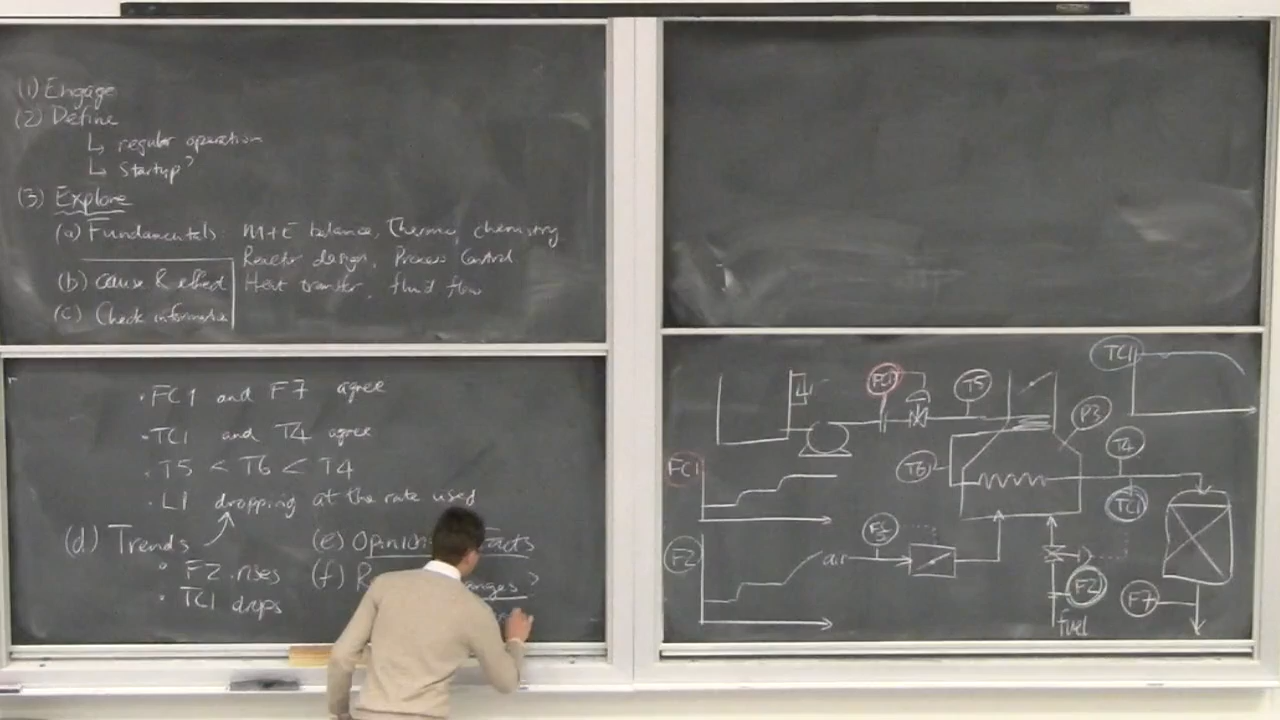 (1) Engage
(2) Define
↳ regular operation
↳ startup?
(3) Explore
(a) Fundamentals: M+E balance, Thermo, chemistry
Reactor design, Process Control
(b) cause & effect Heat transfer, fluid flow
(c) Check information
• FC1 and F7 agree
• TC1 and T4 agree
• T5 < T6 < T4
• L1 dropping at the rate used
(d) Trends
• F2 rises
• TC1 drops
(e)
(f)
TC1
FC1
T5
P3
T6
T4
TC1
FC1
F2
air
F2
F7
fuel